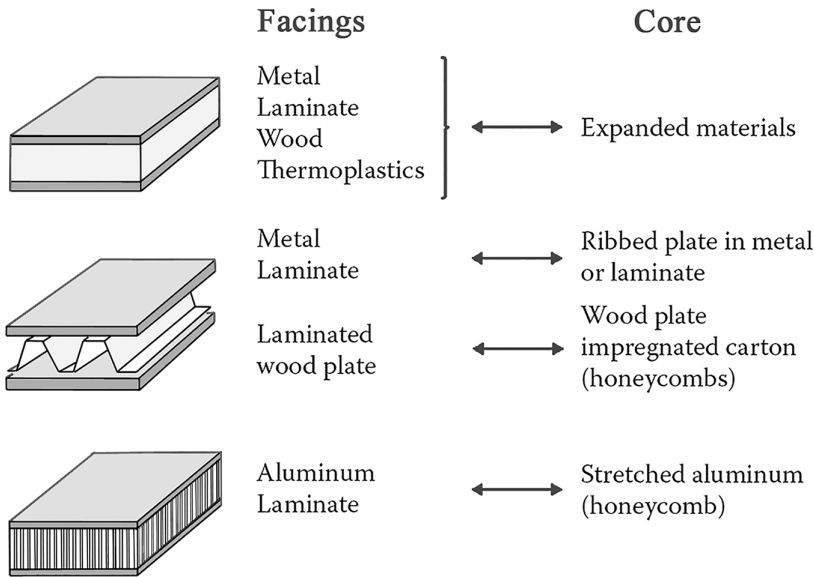 Facings
Core
Metal
Laminate
Wood
Thermoplastics
Expanded materials
Metal
Laminate
Ribbed plate in metal
or laminate
Laminated
wood plate
Wood plate
impregnated carton
(honeycombs)
Aluminum
Laminate
Stretched aluminum
(honeycomb)